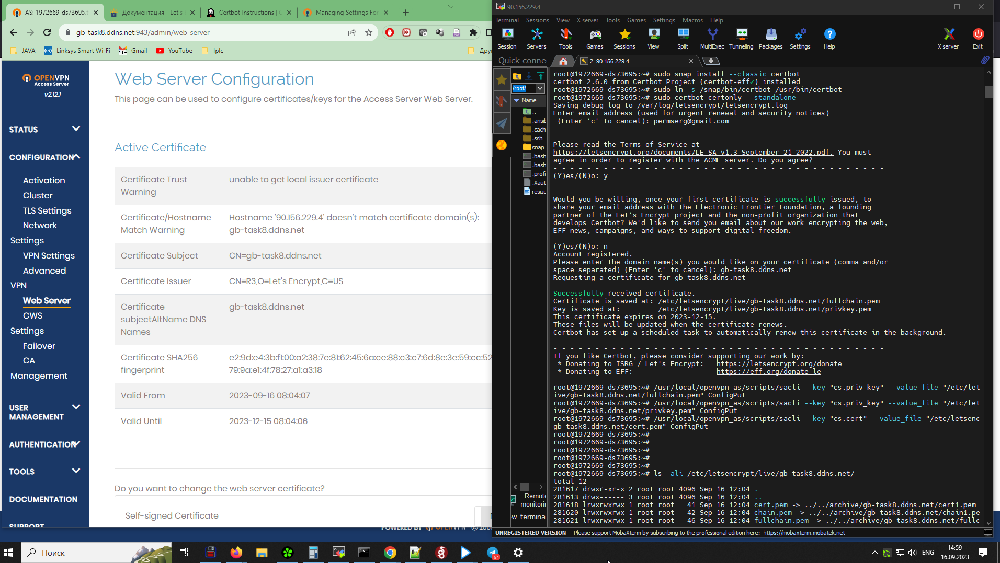 AS: 1972669-ds73695.
Документация - Let's
Certbot Instructions | C
Managing Settings For
gb-task8.ddns.net:943/admin/web_server
JAVA
Linksys Smart Wi-Fi
Gmail
YouTube
Iplc
Друг
OPENVPN
Access Server
v2.12.1
STATUS
CONFIGURATION
Activation
Cluster
TLS Settings
Network
Settings
VPN Settings
Advanced
VPN
Web Server
CWS
Settings
Failover
CA
Management
USER
MANAGEMENT
AUTHENTICATION
TOOLS
DOCUMENTATION
SUPPORT
Web Server Configuration
This page can be used to configure certificates/keys for the Access Server Web Server.
Active Certificate
Certificate Trust Warning unable to get local issuer certificate
Certificate/Hostname Match Warning Hostname '90.156.229.4' doesn't match certificate domain(s): gb-task8.ddns.net
Certificate Subject CN=gb-task8.ddns.net
Certificate Issuer CN=R3,O=Let's Encrypt,C=US
Certificate subjectAltName DNS Names gb-task8.ddns.net
Certificate SHA256 fingerprint e2:9d:e4:3b:f1:00:a2:38:7e:81:62:45:6a:ce:88:c3:c7:6d:8e:3e:59:cc:52
79:9a:e1:4f:78:27:a1:a3:18
Valid From 2023-09-16 08:04:07
Valid Until 2023-12-15 08:04:06
Do you want to change the web server certificate?
Self-signed Certificate
POWERED BY OPENVPN
90.156.229.4
Terminal Sessions View X server Tools Games Settings Macros Help
Session Servers Tools Games Sessions View Split MultiExec Tunneling Packages Settings Help X server Exit
Quick conne
2. 90.156.229.4
/root/
Name
..
.ansib
.cach
.ssh
snap
.bash
.bash
.profi
.Xaut
resize
Remote
monitorin
w termina
root@1972669-ds73695:~# sudo snap install --classic certbot
certbot 2.6.0 from Certbot Project (certbot-eff✓) installed
root@1972669-ds73695:~# sudo ln -s /snap/bin/certbot /usr/bin/certbot
root@1972669-ds73695:~# sudo certbot certonly --standalone
Saving debug log to /var/log/letsencrypt/letsencrypt.log
Enter email address (used for urgent renewal and security notices)
(Enter 'c' to cancel): permserg@gmail.com
- - - - - - - - - - - - - - - - - - - - - - - - - - - - - - - - - - - - - - - -
Please read the Terms of Service at
https://letsencrypt.org/documents/LE-SA-v1.3-September-21-2022.pdf. You must
agree in order to register with the ACME server. Do you agree?
- - - - - - - - - - - - - - - - - - - - - - - - - - - - - - - - - - - - - - - -
(Y)es/(N)o: y
- - - - - - - - - - - - - - - - - - - - - - - - - - - - - - - - - - - - - - - -
Would you be willing, once your first certificate is successfully issued, to
share your email address with the Electronic Frontier Foundation, a founding
partner of the Let's Encrypt project and the non-profit organization that
develops Certbot? We'd like to send you email about our work encrypting the web,
EFF news, campaigns, and ways to support digital freedom.
- - - - - - - - - - - - - - - - - - - - - - - - - - - - - - - - - - - - - - - -
(Y)es/(N)o: n
Account registered.
Please enter the domain name(s) you would like on your certificate (comma and/or
space separated) (Enter 'c' to cancel): gb-task8.ddns.net
Requesting a certificate for gb-task8.ddns.net
Successfully received certificate.
Certificate is saved at: /etc/letsencrypt/live/gb-task8.ddns.net/fullchain.pem
Key is saved at: /etc/letsencrypt/live/gb-task8.ddns.net/privkey.pem
This certificate expires on 2023-12-15.
These files will be updated when the certificate renews.
Certbot has set up a scheduled task to automatically renew this certificate in the background.
- - - - - - - - - - - - - - - - - - - - - - - - - - - - - - - - - - - - - - - -
If you like Certbot, please consider supporting our work by:
* Donating to ISRG / Let's Encrypt: https://letsencrypt.org/donate
* Donating to EFF: https://eff.org/donate-le
- - - - - - - - - - - - - - - - - - - - - - - - - - - - - - - - - - - - - - - -
root@1972669-ds73695:~# /usr/local/openvpn_as/scripts/sacli --key "cs.priv_key" --value_file "/etc/let
ive/gb-task8.ddns.net/fullchain.pem" ConfigPut
root@1972669-ds73695:~# /usr/local/openvpn_as/scripts/sacli --key "cs.priv_key" --value_file "/etc/let
ive/gb-task8.ddns.net/privkey.pem" ConfigPut
root@1972669-ds73695:~# /usr/local/openvpn_as/scripts/sacli --key "cs.cert" --value_file "/etc/letsenc
gb-task8.ddns.net/cert.pem" ConfigPut
root@1972669-ds73695:~#
root@1972669-ds73695:~#
root@1972669-ds73695:~#
root@1972669-ds73695:~#
root@1972669-ds73695:~#
root@1972669-ds73695:~# ls -ali /etc/letsencrypt/live/gb-task8.ddns.net/
total 12
281617 drwxr-xr-x 2 root root 4096 Sep 16 12:04 .
281613 drwx------ 3 root root 4096 Sep 16 12:04 ..
281618 lrwxrwxrwx 1 root root 41 Sep 16 12:04 cert.pem -> ../../archive/gb-task8.ddns.net/cert1.pem
281620 lrwxrwxrwx 1 root root 42 Sep 16 12:04 chain.pem -> ../../archive/gb-task8.ddns.net/chain1.pe
281621 lrwxrwxrwx 1 root root 46 Sep 16 12:04 fullchain.pem -> ../../archive/gb-task8.ddns.net/fullc
UNREGISTERED VERSION - Please support MobaXterm by subscribing to the professional edition here: https://mobaxterm.mobatek.net
Поиск
81
ENG
14:59
16.09.2023